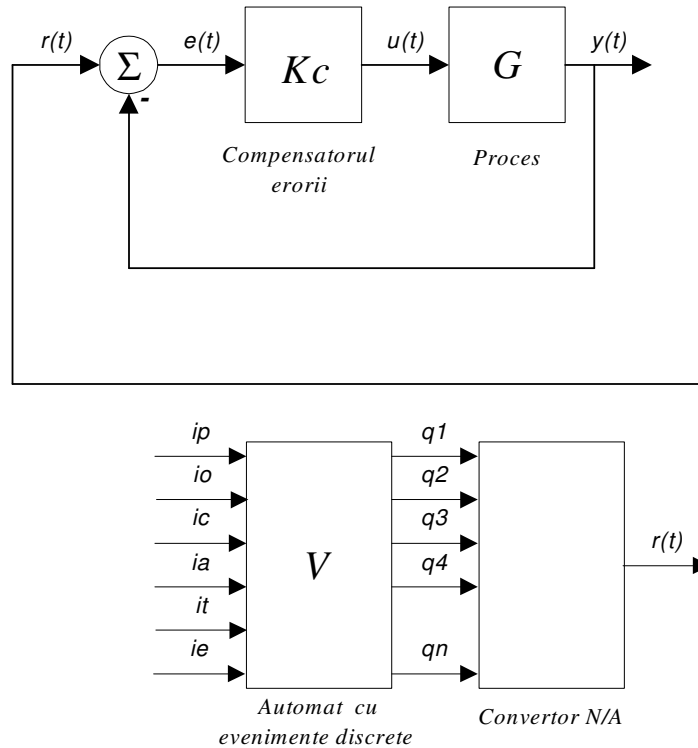 r(t)
Σ
-
e(t)
Kc
u(t)
G
y(t)
Compensatorul
erorii
Proces
ip
io
ic
ia
it
ie
V
q1
q2
q3
q4
qn
r(t)
Automat cu
evenimente discrete
Convertor N/A